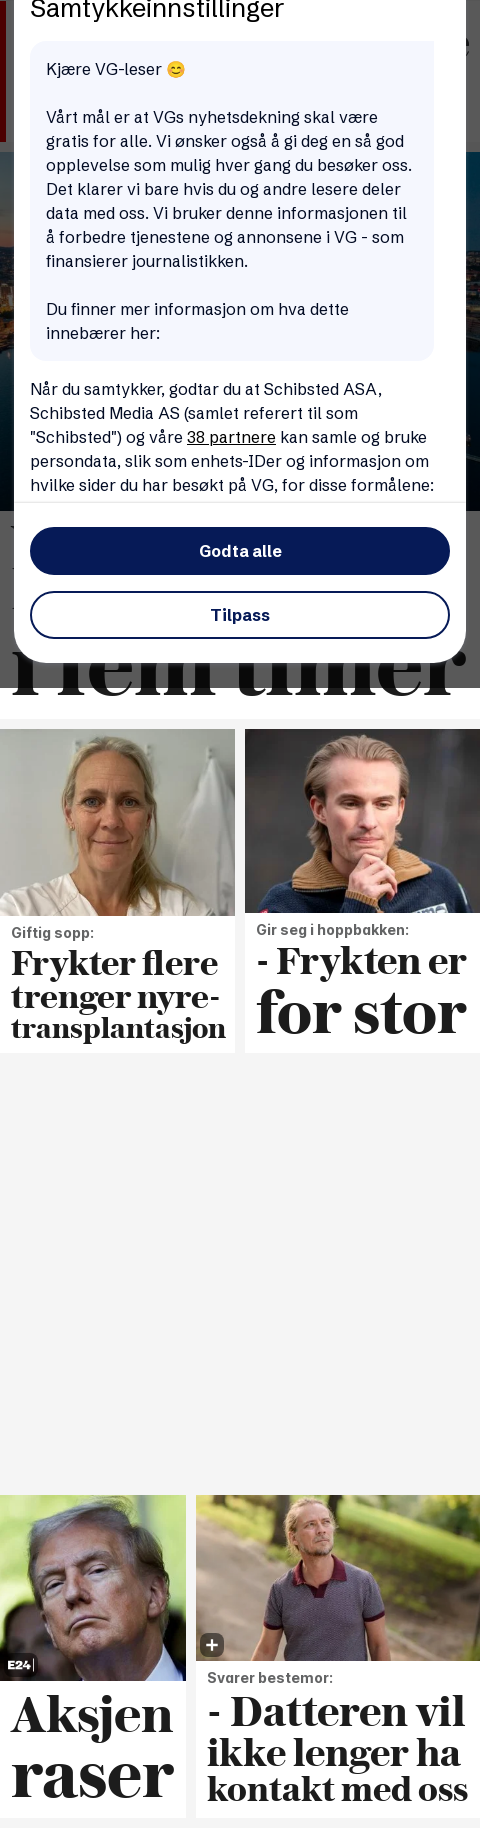 Samtykkeinnstillinger
Kjære VG-leser 😊
Vårt mål er at VGs nyhetsdekning skal være
gratis for alle. Vi ønsker også å gi deg en så god
opplevelse som mulig hver gang du besøker oss.
Det klarer vi bare hvis du og andre lesere deler
data med oss. Vi bruker denne informasjonen til
å forbedre tjenestene og annonsene i VG - som
finansierer journalistikken.
Du finner mer informasjon om hva dette
innebærer her:
Når du samtykker, godtar du at Schibsted ASA,
Schibsted Media AS (samlet referert til som
"Schibsted") og våre 38 partnere kan samle og bruke
persondata, slik som enhets-IDer og informasjon om
hvilke sider du har besøkt på VG, for disse formålene:
Godta alle
Tilpass
i fem timer
Giftig sopp:
Frykter flere
trenger nyre-
transplantasjon
Gir seg i hoppbakken:
- Frykten er
for stor
E24
Aksjen
raser
Svarer bestemor:
- Datteren vil
ikke lenger ha
kontakt med oss